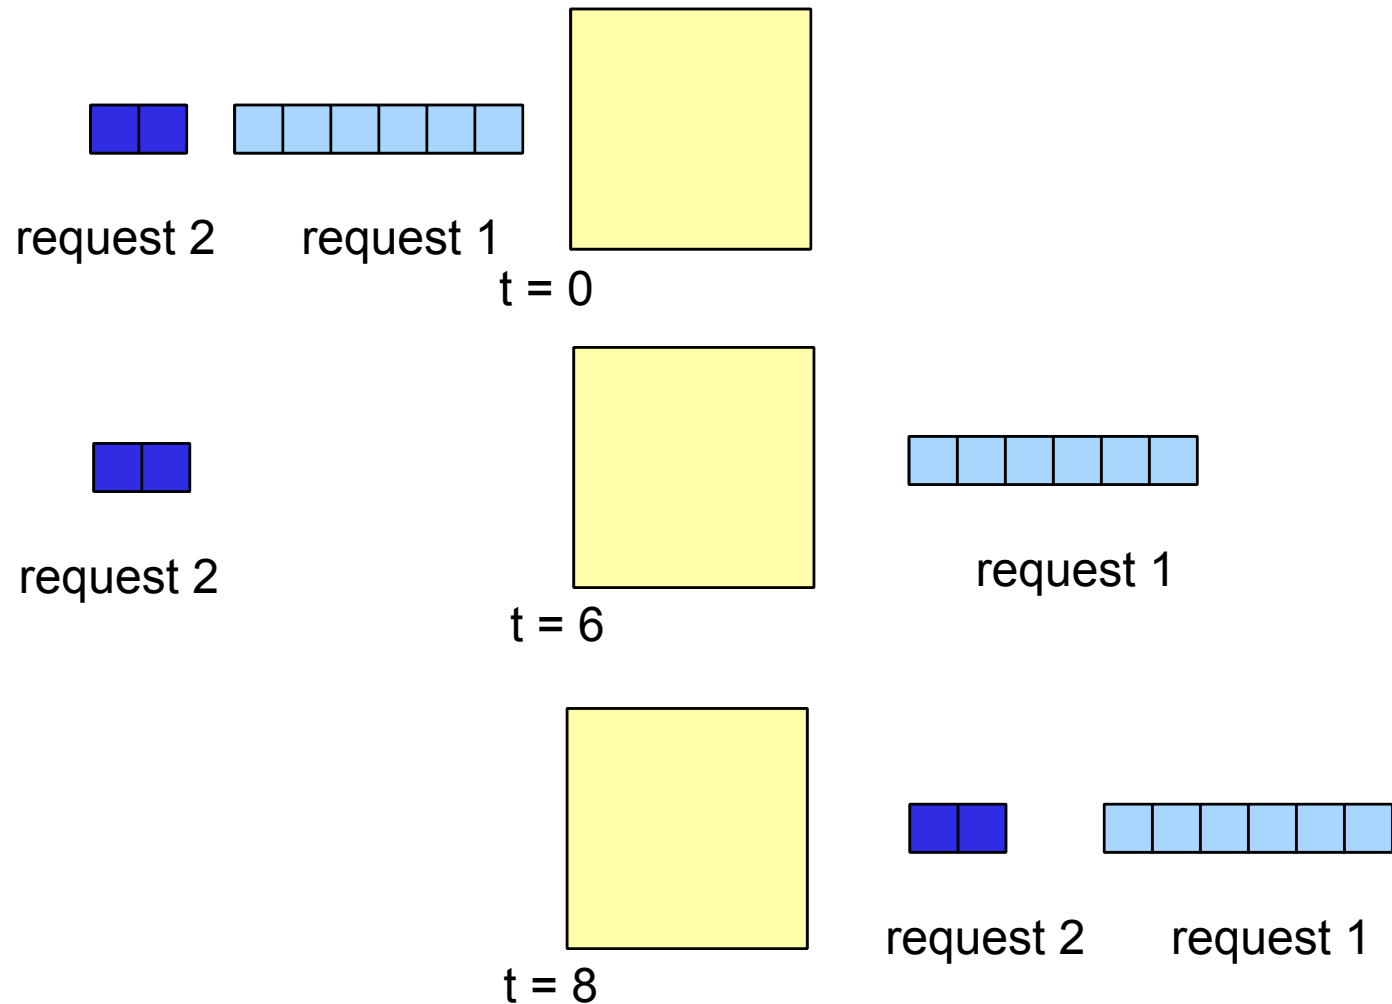 request 2
request 1
t = 0
request 2
request 1
t = 6
request 2
request 1
t = 8